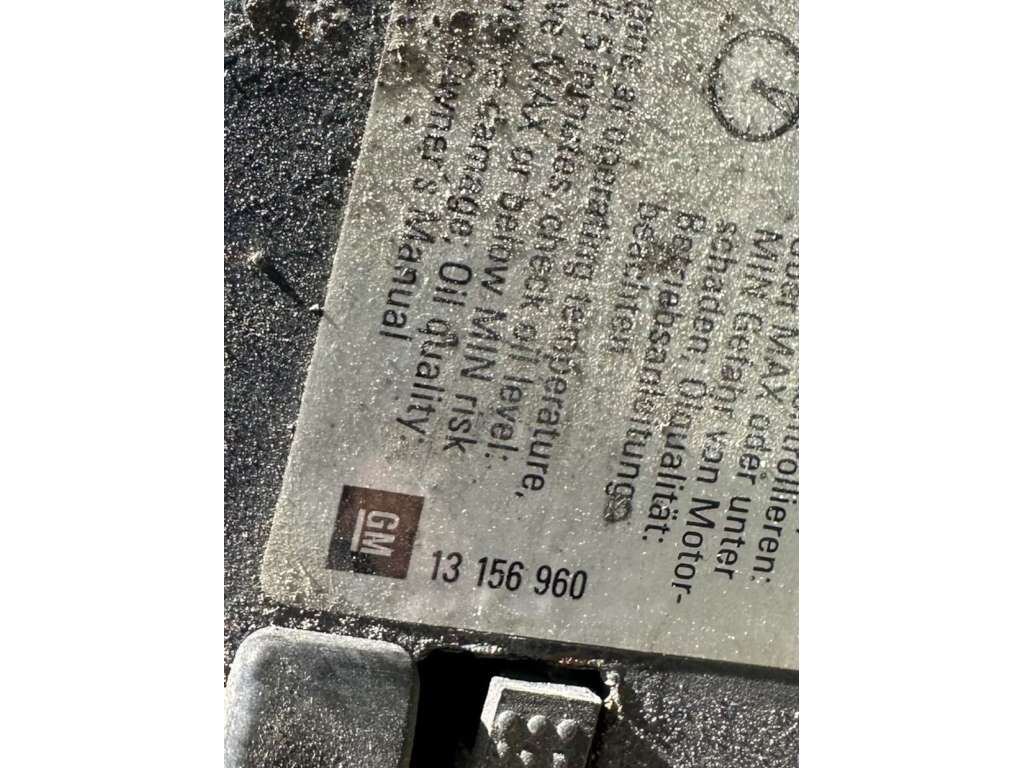 über MAX
kontrollieren:
MIN Gefahr von Motor-
schaden; Ölqualität:
Betriebsanleitung
beachten
at operating temperature,
5 minutes, check oil level:
MAX or below MIN risk
damage; Oil quality:
Owner's Manual
GM
13 156 960